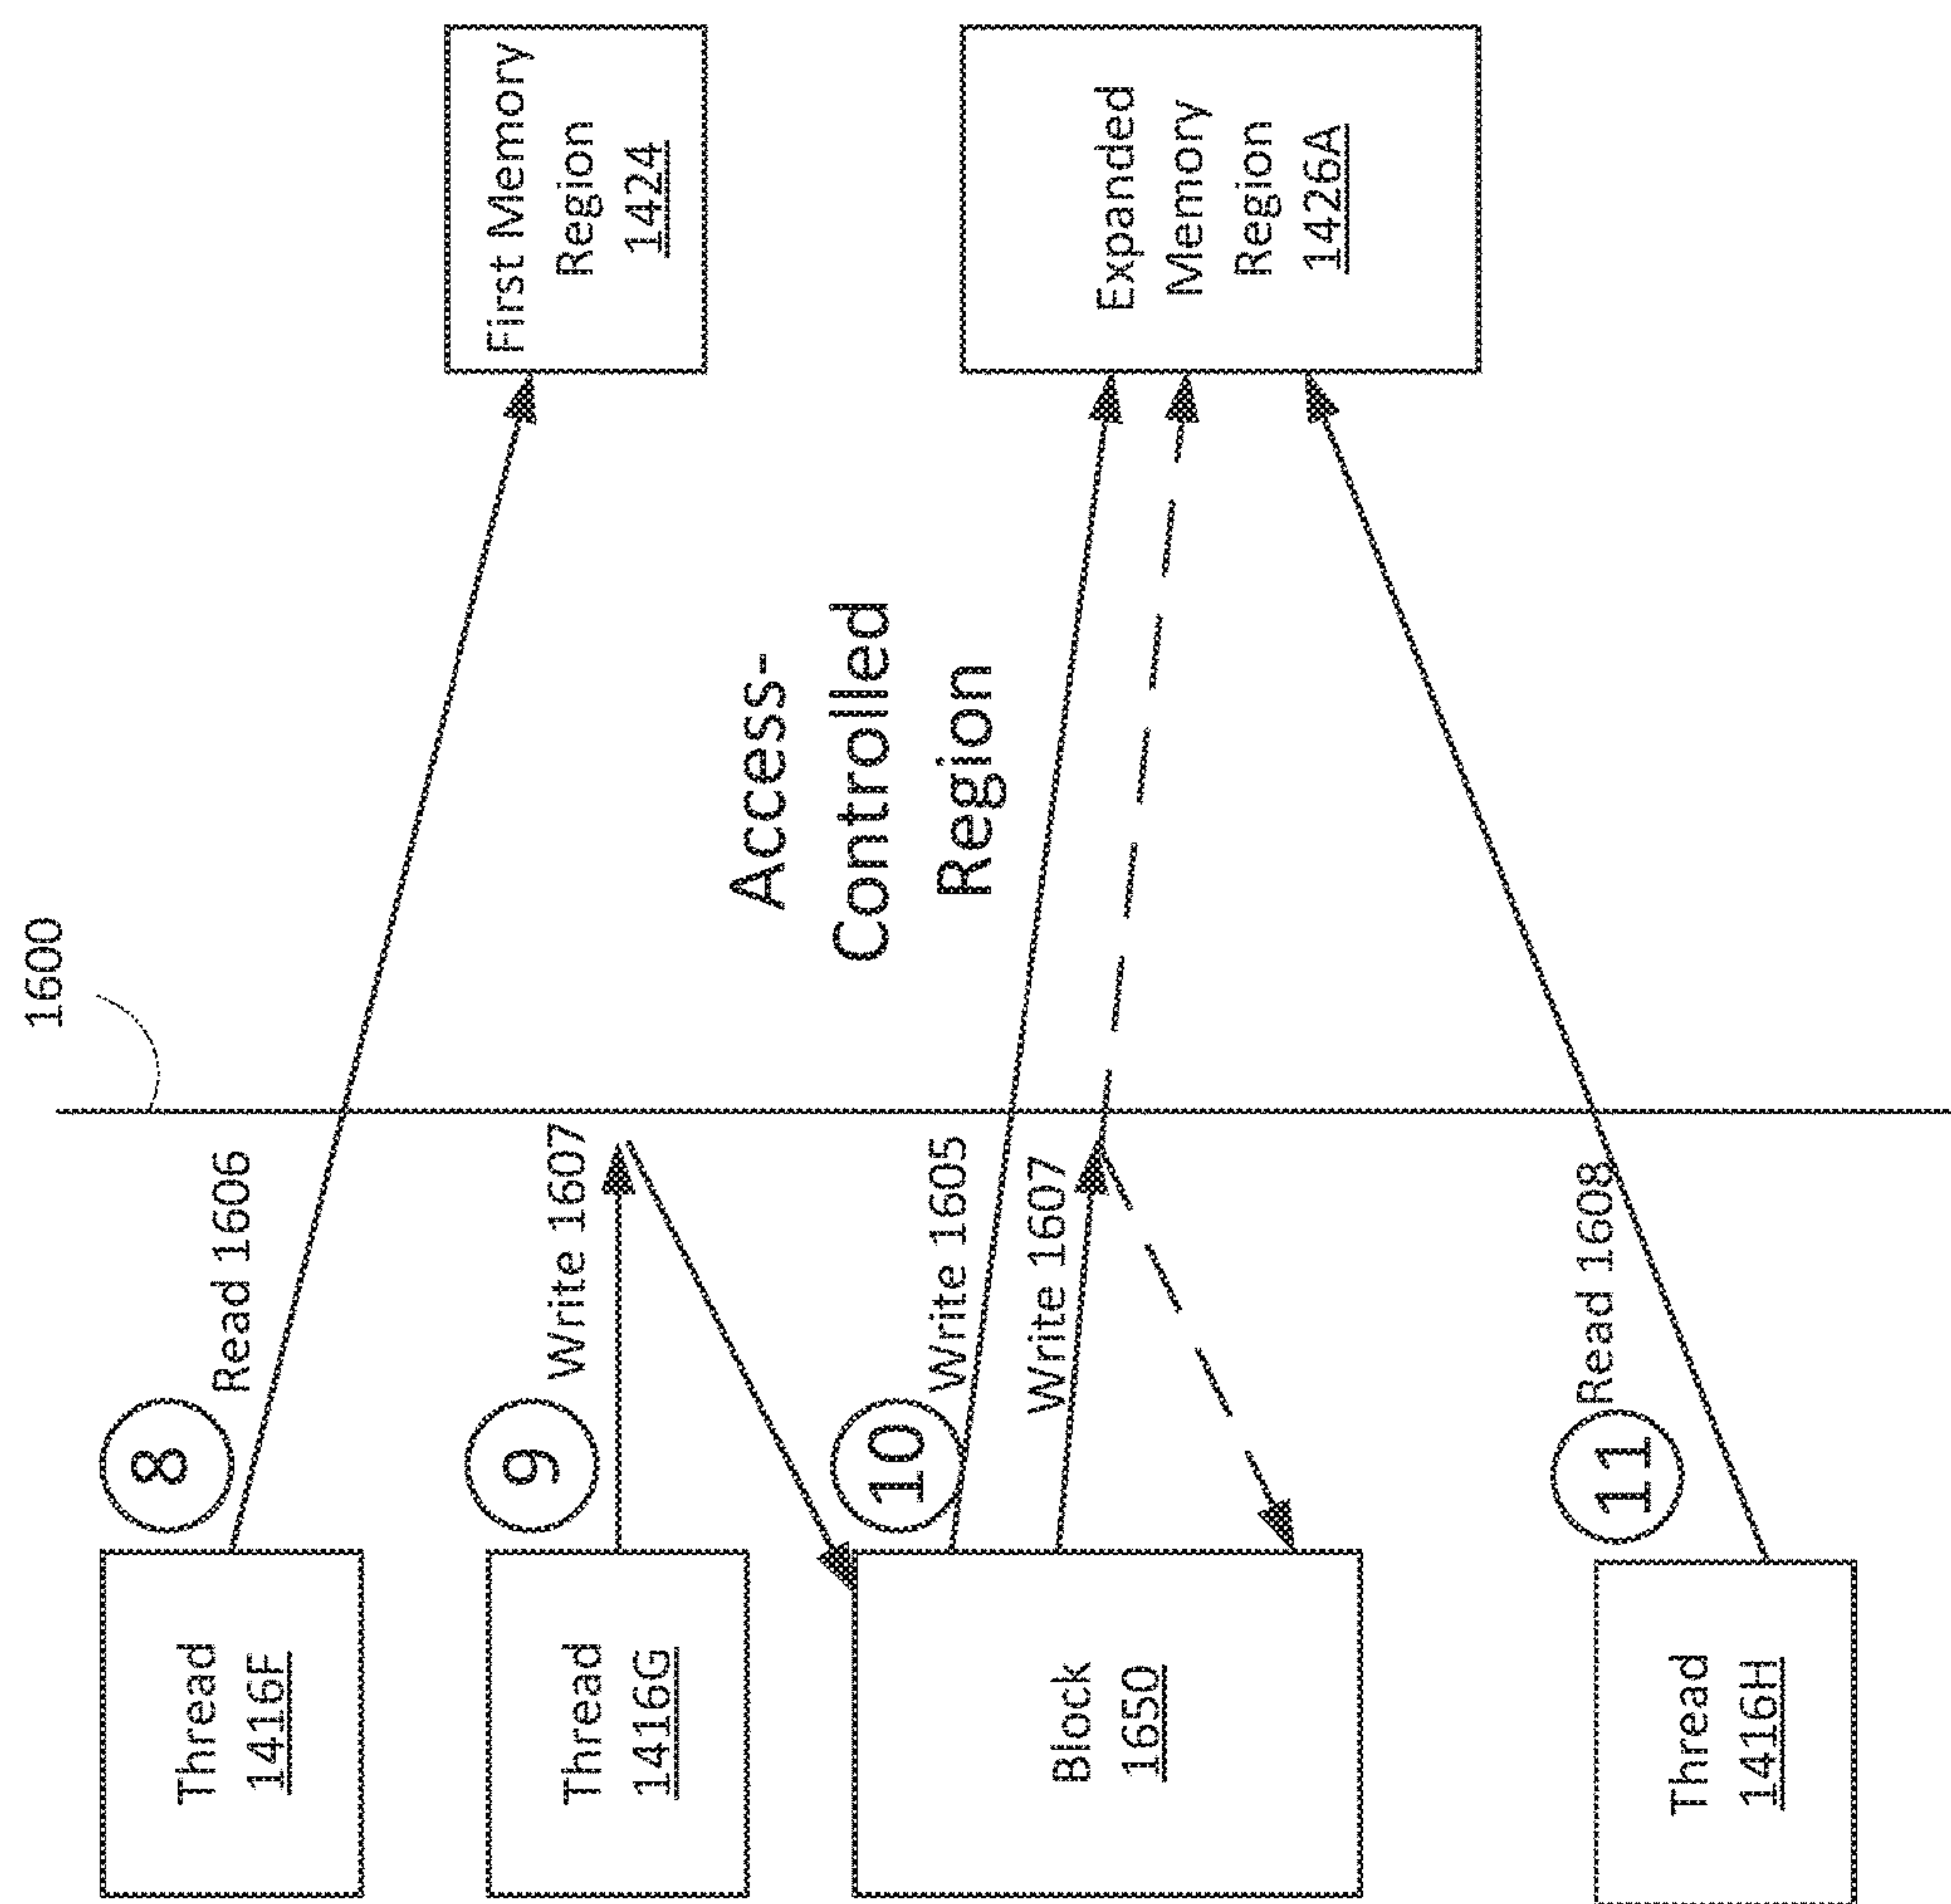 1600
8
Read 1606
Thread
1416F
First Memory
Region
1424
9
Write 1607
Thread
1416G
Access-
Controlled
Region
10
Write 1605
Write 1607
Block
1650
Expanded
Memory
Region
1426A
11
Read 1608
Thread
1416H